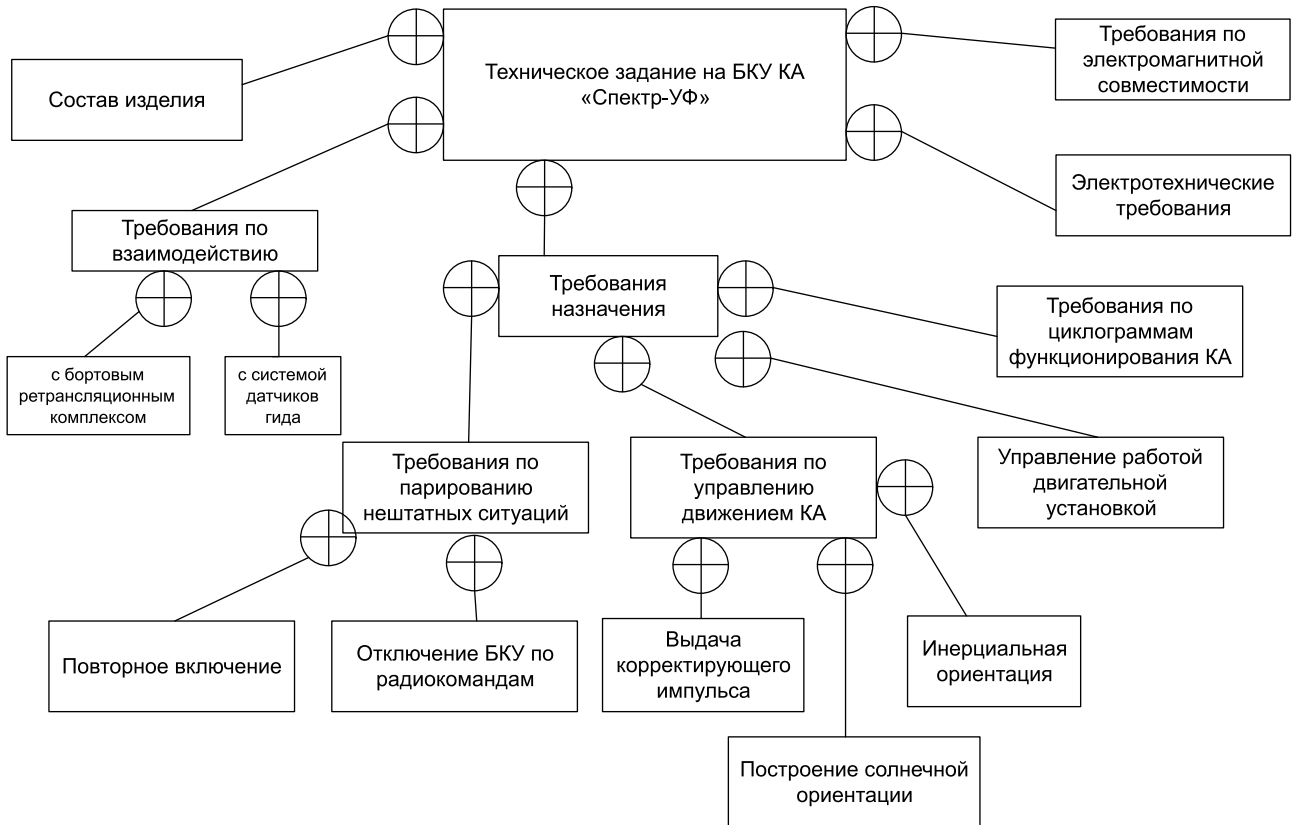 Техническое задание на БКУ КА
«Спектр-УФ»
Требования по
электромагнитной
совместимости
Состав изделия
Электротехнические
требования
Требования по
взаимодействию
Требования
назначения
Требования по
циклограммам
функционирования КА
с бортовым
ретрансляционным
комплексом
с системой
датчиков
гида
Требования по
парированию
нештатных ситуаций
Требования по
управлению
движением КА
Управление работой
двигательной
установкой
Повторное включение
Отключение БКУ по
радиокомандам
Выдача
корректирующего
импульса
Инерциальная
ориентация
Построение солнечной
ориентации